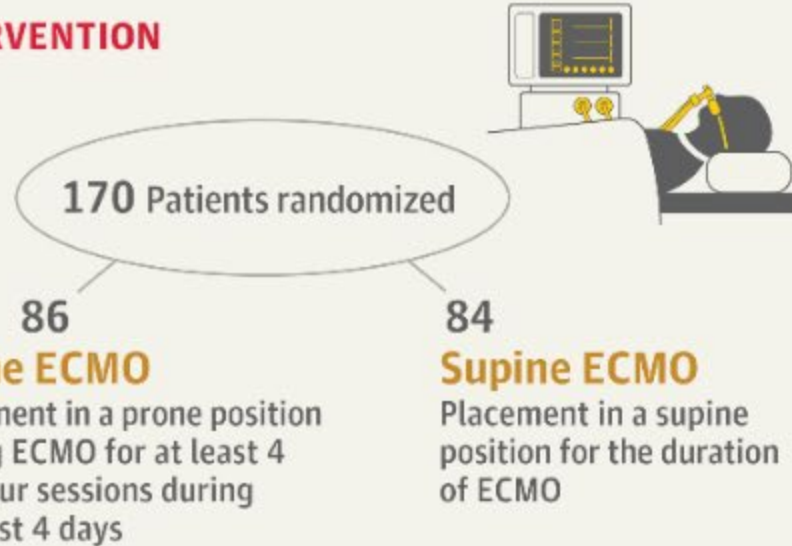 RVENTION
170 Patients randomized
86
e ECMO
nent in a prone position
g ECMO for at least 4
ur sessions during
st 4 days
84
Supine ECMO
Placement in a supine
position for the duration
of ECMO